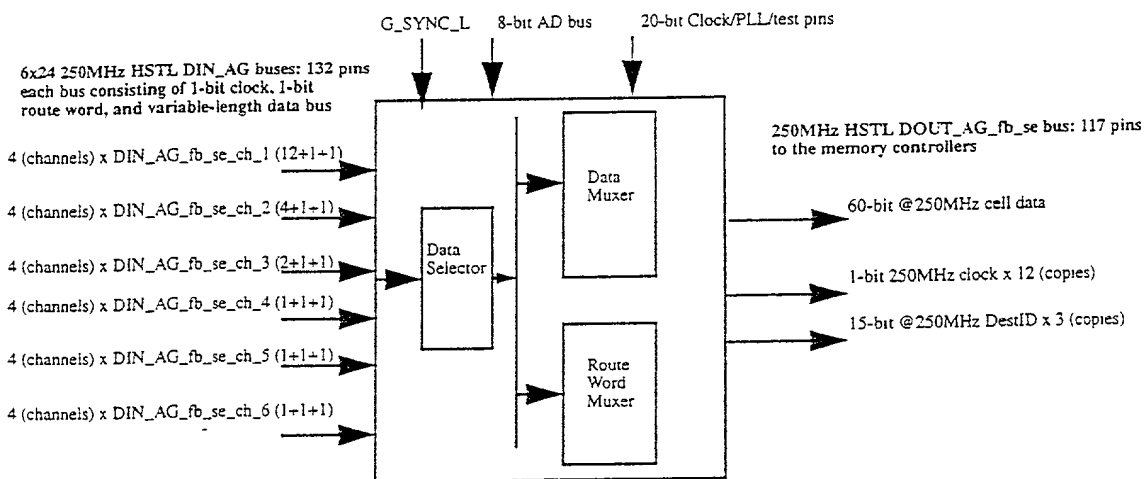 G_SYNC_L
8-bit AD bus
20-bit Clock/PLL/test pins
6x24 250MHz HSTL DIN_AG buses: 132 pins
each bus consisting of 1-bit clock, 1-bit
route word, and variable-length data bus
250MHz HSTL DOUT_AG_fb_se bus: 117 pins
to the memory controllers
4 (channels) x DIN_AG_fb_se_ch_1 (12+1+1)
4 (channels) x DIN_AG_fb_se_ch_2 (4+1+1)
4 (channels) x DIN_AG_fb_se_ch_3 (2+1+1)
4 (channels) x DIN_AG_fb_se_ch_4 (1+1+1)
4 (channels) x DIN_AG_fb_se_ch_5 (1+1+1)
4 (channels) x DIN_AG_fb_se_ch_6 (1+1+1)
Data
Selector
Data
Muxer
Route
Word
Muxer
60-bit @250MHz cell data
1-bit 250MHz clock x 12 (copies)
15-bit @250MHz DestID x 3 (copies)